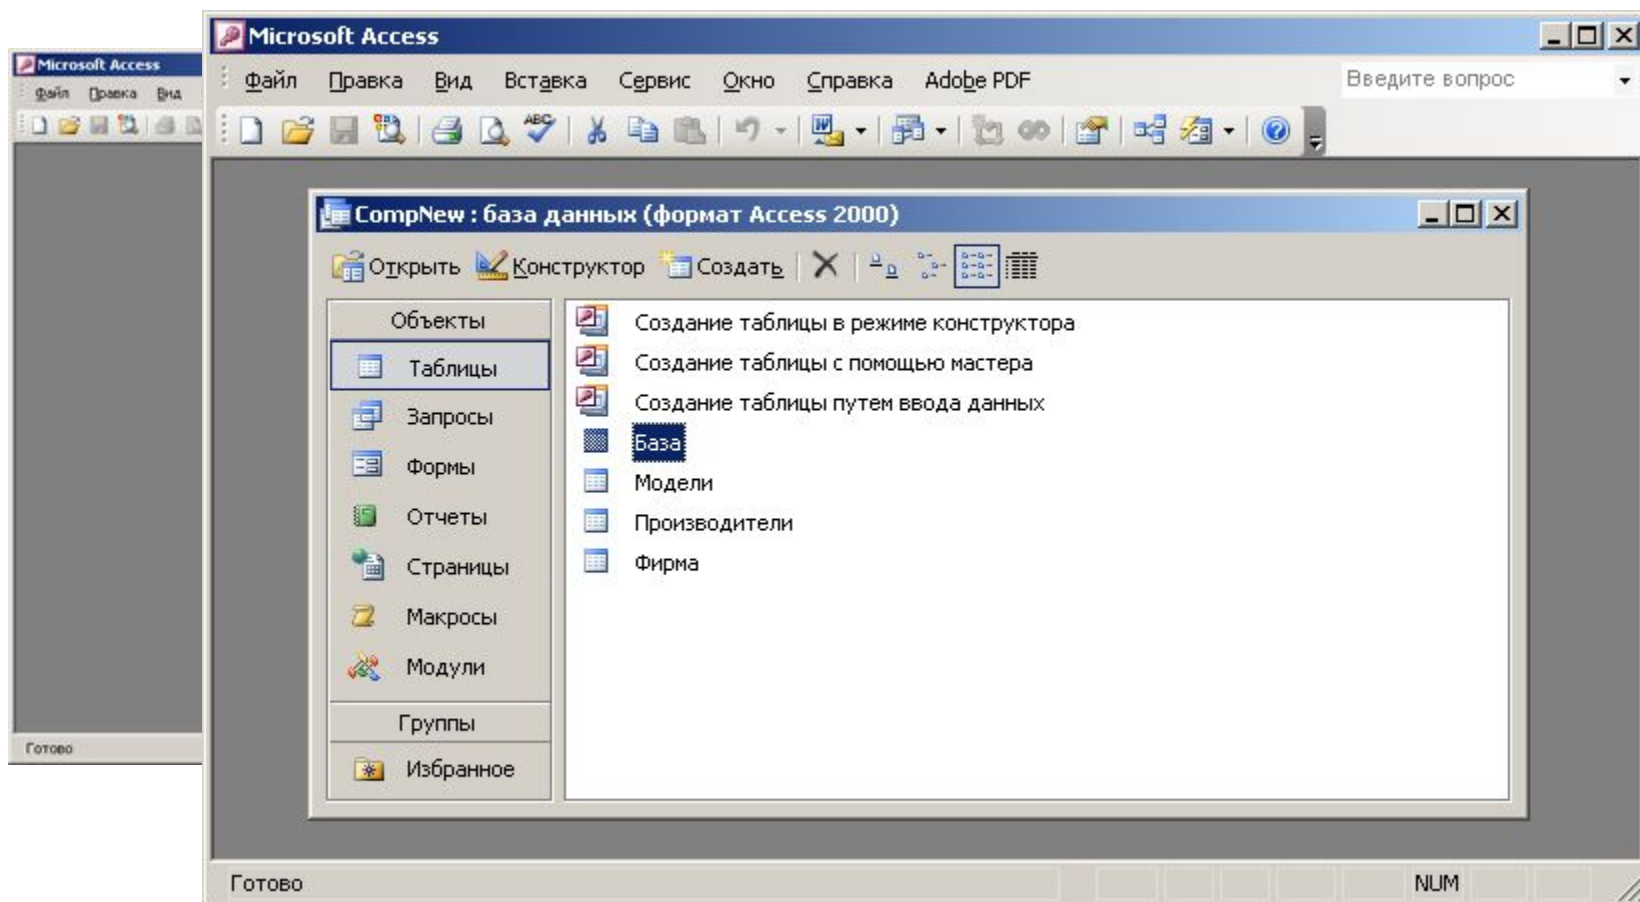 Microsoft Access
Файл Правка Вид
Готово
Microsoft Access
Файл Правка Вид Вставка Сервис Окно Справка Adobe PDF Введите вопрос
ABC
CompNew : база данных (формат Access 2000)
Открыть Конструктор Создать
Объекты
Таблицы
Запросы
Формы
Отчеты
Страницы
Макросы
Модули
Группы
Избранное
Создание таблицы в режиме конструктора
Создание таблицы с помощью мастера
Создание таблицы путем ввода данных
База
Модели
Производители
Фирма
Готово NUM